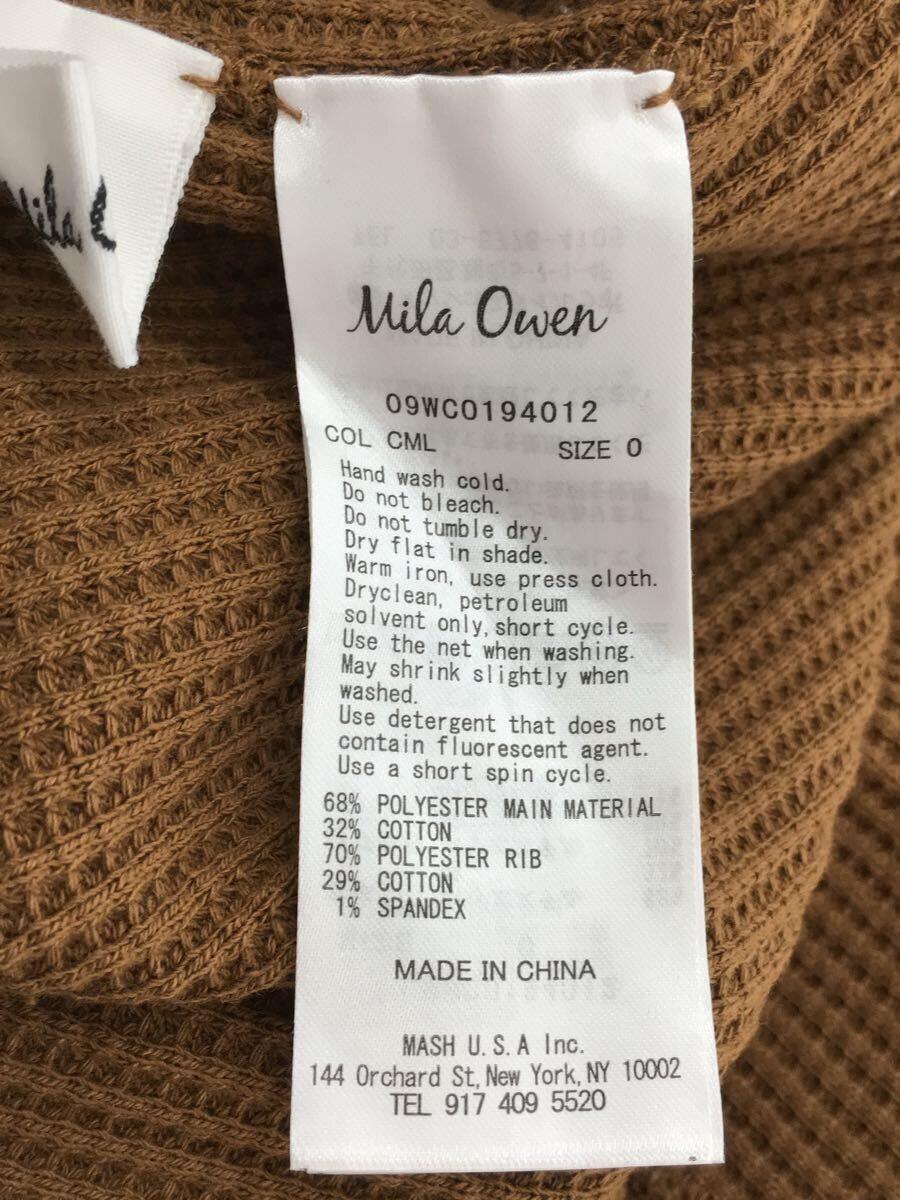 Mila Owen
09WCO194012
COL CML SIZE 0
Hand wash cold.
Do not bleach.
Do not tumble dry.
Dry flat in shade.
Warm iron, use press cloth.
Dryclean, petroleum
solvent only, short cycle.
Use the net when washing.
May shrink slightly when
washed.
Use detergent that does not
contain fluorescent agent.
Use a short spin cycle.
68% POLYESTER MAIN MATERIAL
32% COTTON
70% POLYESTER RIB
29% COTTON
1% SPANDEX
MADE IN CHINA
MASH U.S.A Inc.
144 Orchard St, New York, NY 10002
TEL 917 409 5520